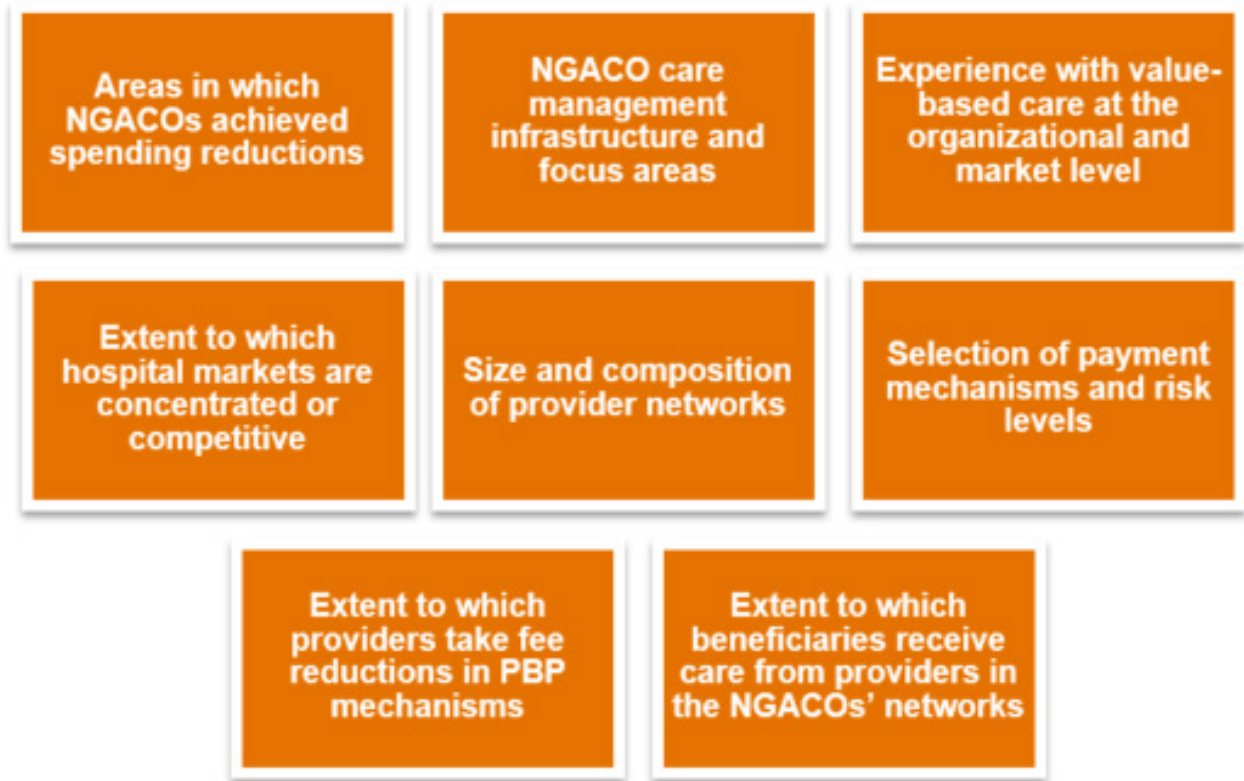 Areas in which
NGACOs achieved
spending reductions
NGACO care
management
infrastructure and
focus areas
Experience with value-
based care at the
organizational and
market level
Extent to which
hospital markets are
concentrated or
competitive
Size and composition
of provider networks
Selection of payment
mechanisms and risk
levels
Extent to which
providers take fee
reductions in PBP
mechanisms
Extent to which
beneficiaries receive
care from providers in
the NGACOs’ networks